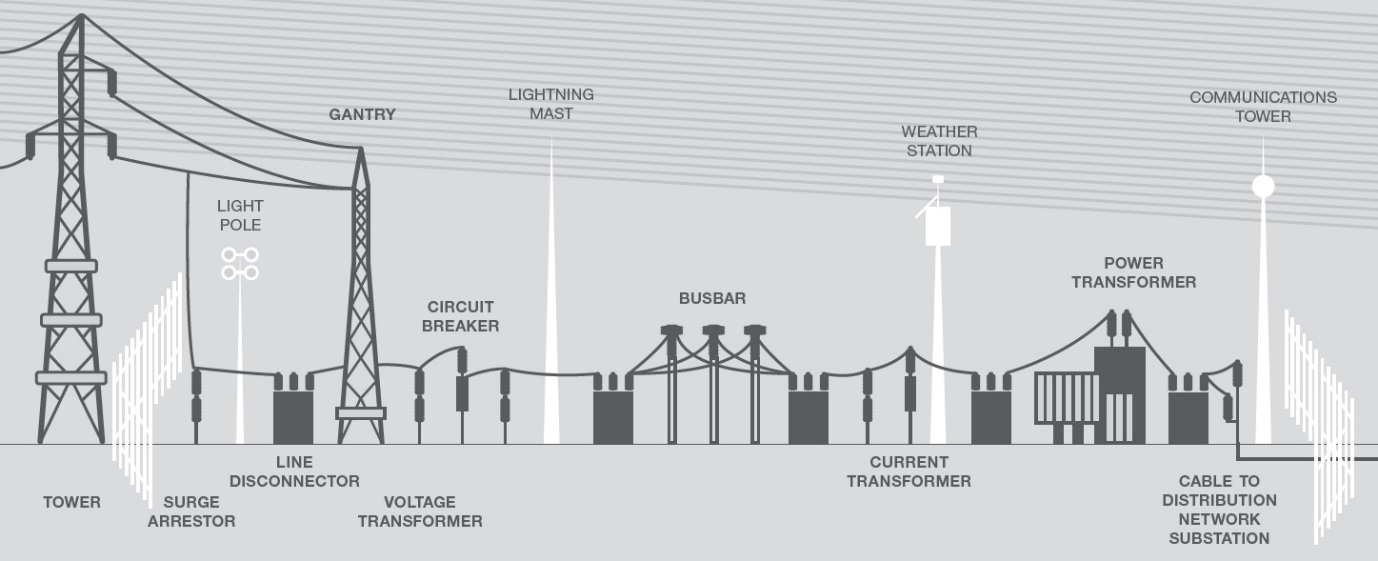 GANTRY
LIGHTNING
MAST
WEATHER
STATION
COMMUNICATIONS
TOWER
LIGHT
POLE
CIRCUIT
BREAKER
BUSBAR
POWER
TRANSFORMER
TOWER
SURGE
ARRESTOR
LINE
DISCONNECTOR
VOLTAGE
TRANSFORMER
CURRENT
TRANSFORMER
CABLE TO
DISTRIBUTION
NETWORK
SUBSTATION